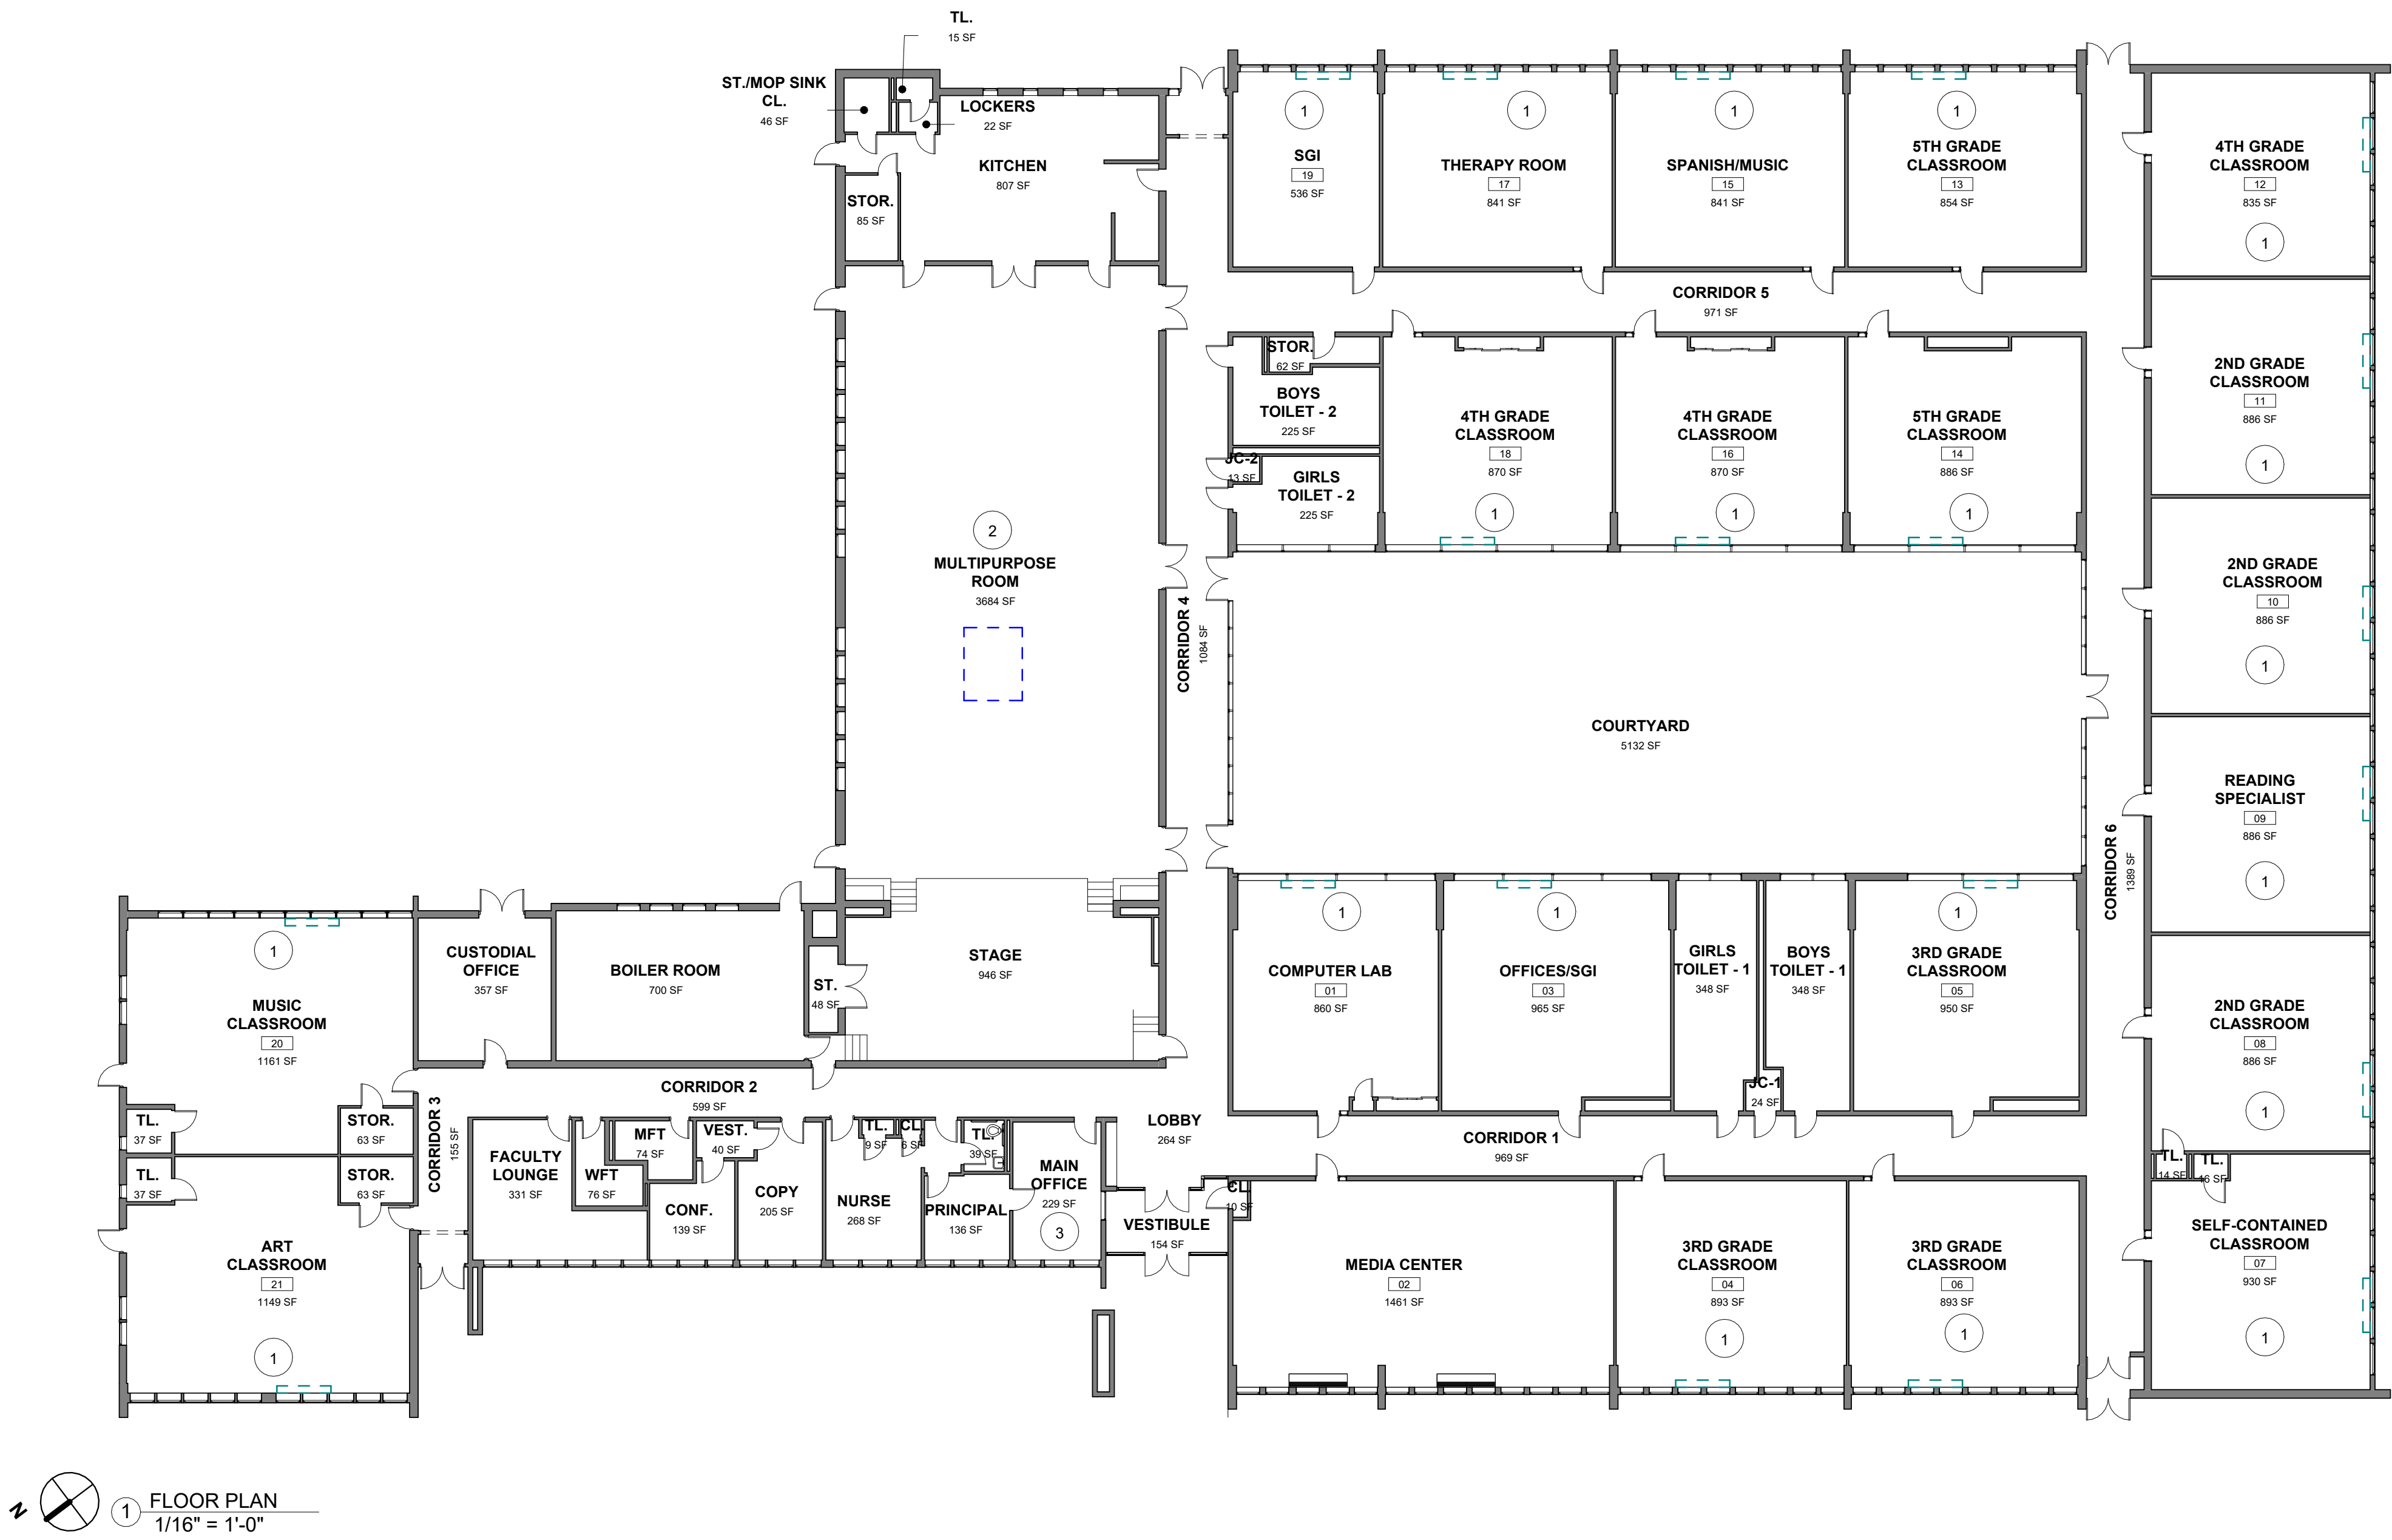 TL.
15 SF
ST./MOP SINK
CL.
46 SF
LOCKERS
22 SF
KITCHEN
807 SF
STOR.
85 SF
1
SGI
19
536 SF
1
THERAPY ROOM
17
841 SF
1
SPANISH/MUSIC
15
841 SF
1
5TH GRADE
CLASSROOM
13
854 SF
4TH GRADE
CLASSROOM
12
835 SF
1
CORRIDOR 5
971 SF
STOR.
62 SF
BOYS
TOILET - 2
225 SF
JC-2
13 SF
GIRLS
TOILET - 2
225 SF
4TH GRADE
CLASSROOM
18
870 SF
1
4TH GRADE
CLASSROOM
16
870 SF
1
5TH GRADE
CLASSROOM
14
886 SF
1
2ND GRADE
CLASSROOM
11
886 SF
1
2
MULTIPURPOSE
ROOM
3684 SF
CORRIDOR 4
1084 SF
COURTYARD
5132 SF
2ND GRADE
CLASSROOM
10
886 SF
1
READING
SPECIALIST
09
886 SF
1
CORRIDOR 6
1389 SF
1
MUSIC
CLASSROOM
20
1161 SF
CUSTODIAL
OFFICE
357 SF
BOILER ROOM
700 SF
ST.
48 SF
STAGE
946 SF
1
COMPUTER LAB
01
860 SF
1
OFFICES/SGI
03
965 SF
GIRLS
TOILET - 1
348 SF
BOYS
TOILET - 1
348 SF
JC-1
24 SF
1
3RD GRADE
CLASSROOM
05
950 SF
2ND GRADE
CLASSROOM
08
886 SF
1
TL.
37 SF
STOR.
63 SF
TL.
37 SF
STOR.
63 SF
CORRIDOR 3
155 SF
CORRIDOR 2
599 SF
FACULTY
LOUNGE
331 SF
WFT
76 SF
MFT
74 SF
VEST.
40 SF
CONF.
139 SF
COPY
205 SF
NURSE
268 SF
TL.
9 SF
CL.
6 SF
TL.
39 SF
PRINCIPAL
136 SF
MAIN
OFFICE
229 SF
3
LOBBY
264 SF
VESTIBULE
154 SF
CL.
10 SF
CORRIDOR 1
969 SF
TL.
14 SF
TL.
16 SF
ART
CLASSROOM
21
1149 SF
1
MEDIA CENTER
02
1461 SF
3RD GRADE
CLASSROOM
04
893 SF
1
3RD GRADE
CLASSROOM
06
893 SF
1
SELF-CONTAINED
CLASSROOM
07
930 SF
1
N
1
FLOOR PLAN
1/16" = 1'-0"